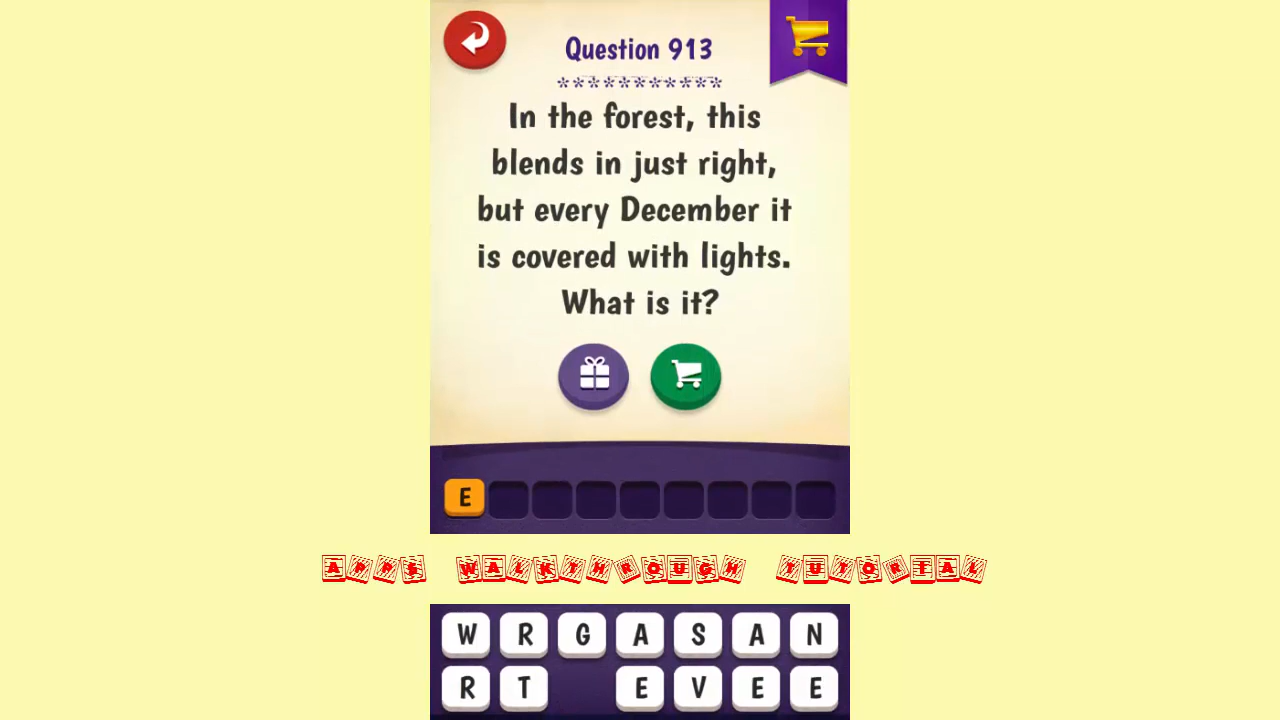 Question 913
**********
In the forest, this
blends in just right,
but every December it
is covered with lights.
What is it?
E
APPS WALKTHROUGH TUTORIAL
W R G A S A N
R T E V E E